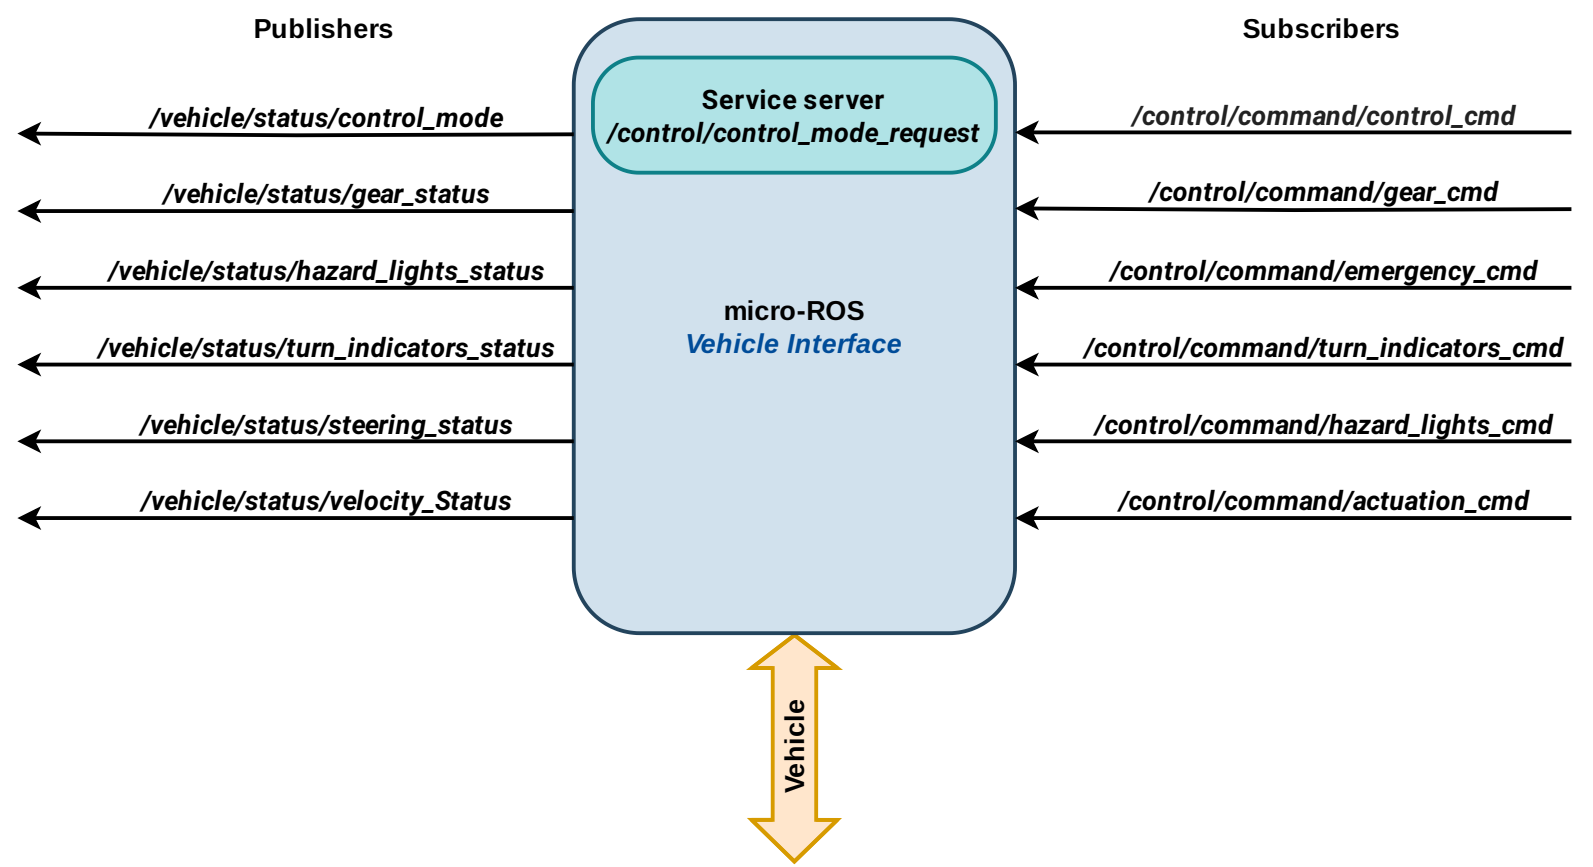 Publishers
Subscribers
Service server
/control/control_mode_request
/vehicle/status/control_mode
/control/command/control_cmd
/vehicle/status/gear_status
/control/command/gear_cmd
/vehicle/status/hazard_lights_status
/control/command/emergency_cmd
micro-ROS
Vehicle Interface
/vehicle/status/turn_indicators_status
/control/command/turn_indicators_cmd
/vehicle/status/steering_status
/control/command/hazard_lights_cmd
/vehicle/status/velocity_Status
/control/command/actuation_cmd
Vehicle